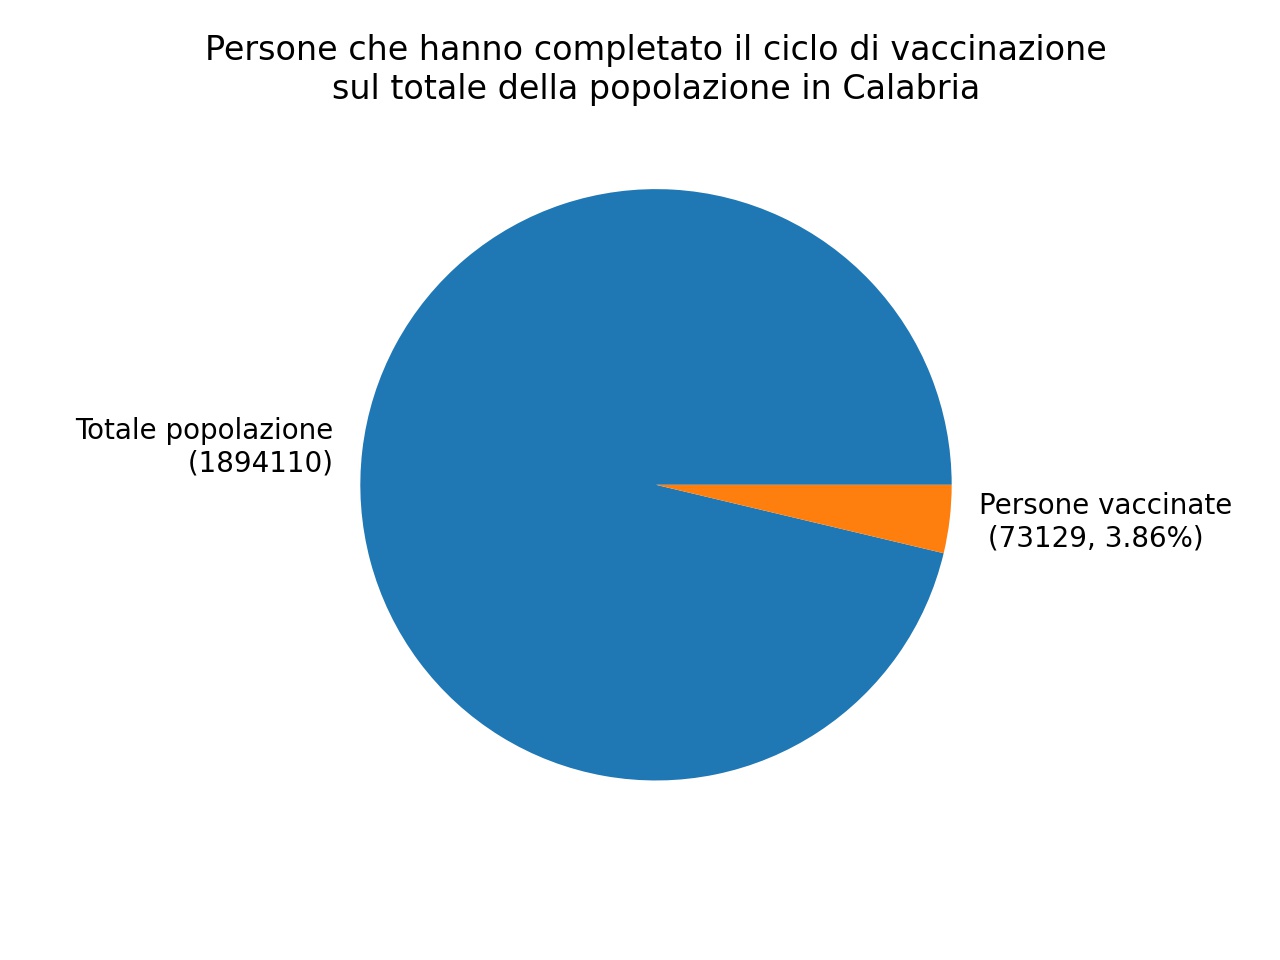 Persone che hanno completato il ciclo di vaccinazione
sul totale della popolazione in Calabria
Totale popolazione
(1894110)
Persone vaccinate
(73129, 3.86%)